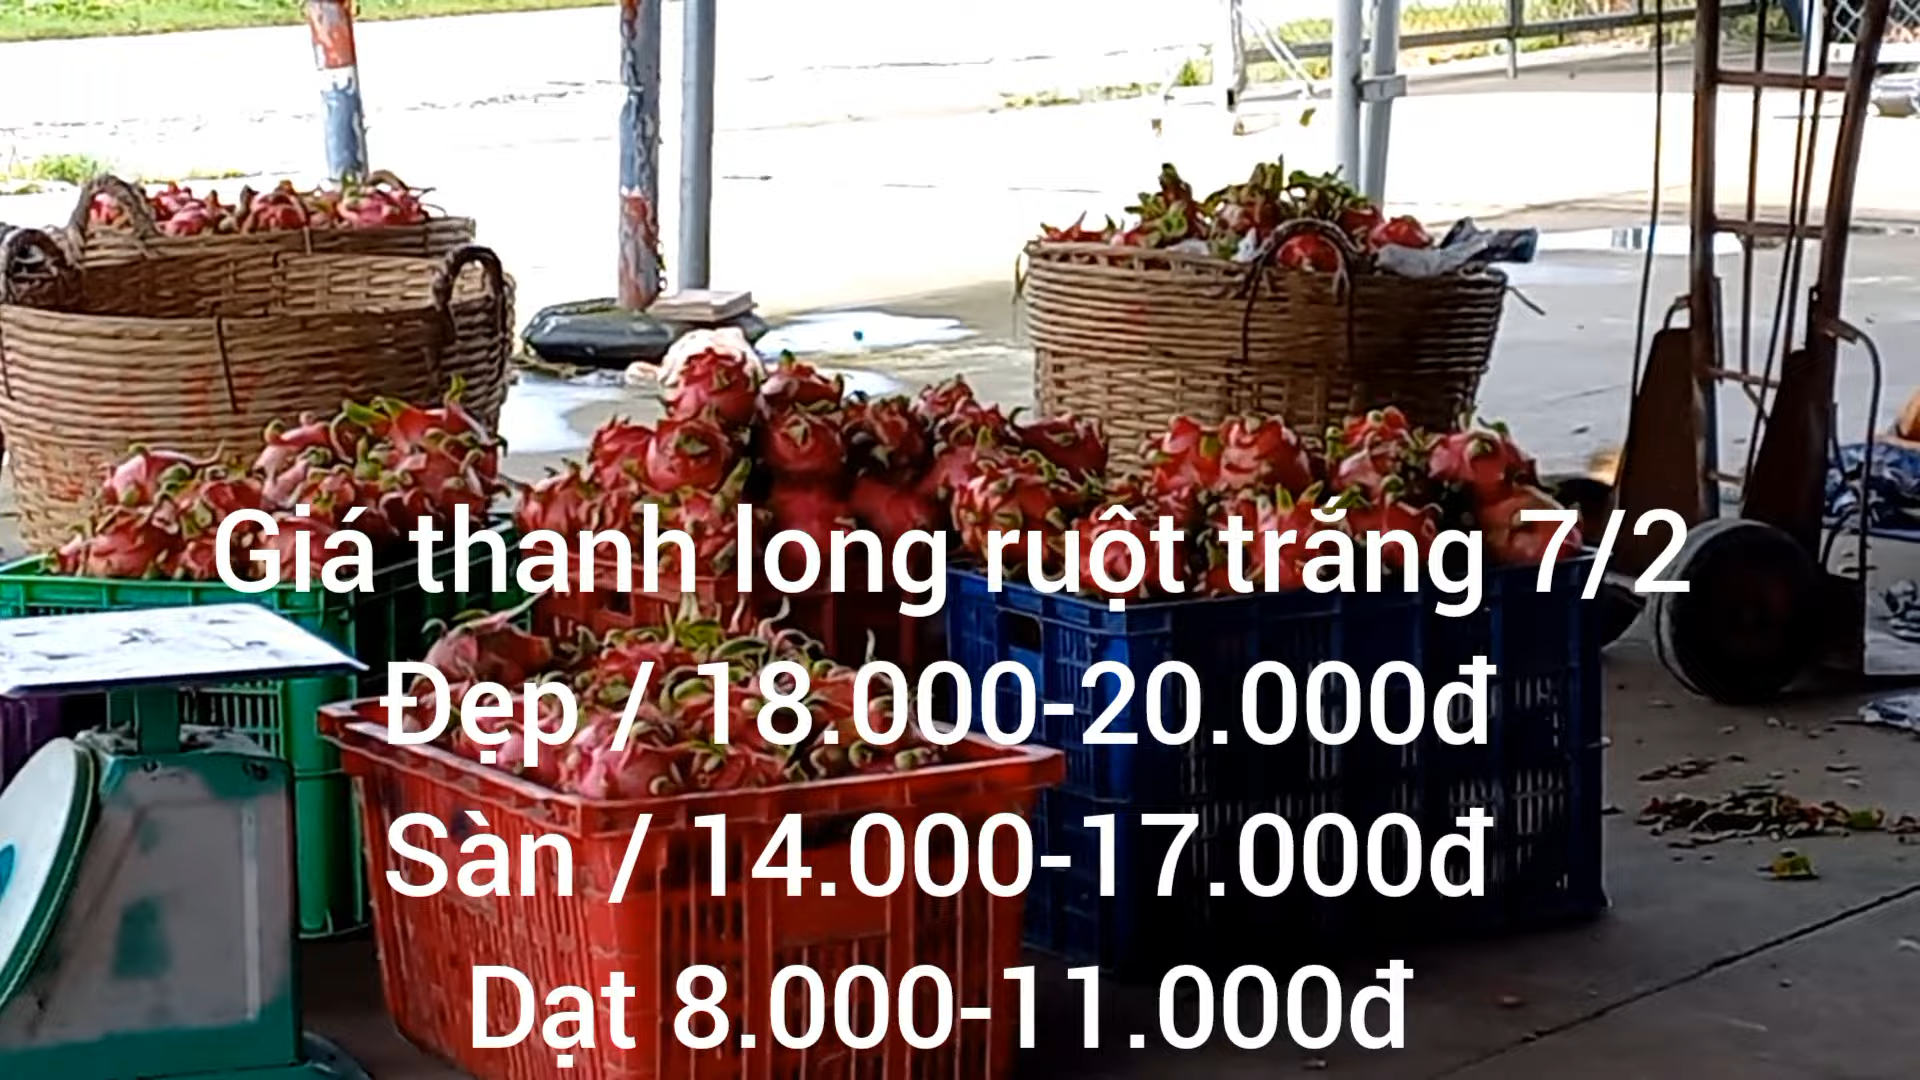 Giá thanh long ruột trắng 7/2
Đẹp / 18.000-20.000đ
Sàn / 14.000-17.000đ
Dạt 8.000-11.000đ